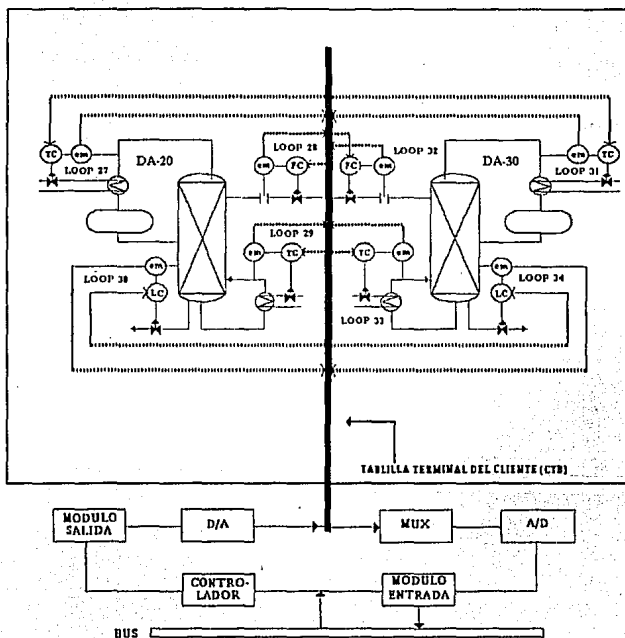 LOOP 28
LOOP 32
TC
em
DA-20
em
FC
FC
em
DA-30
em
TC
LOOP 27
LOOP 31
LOOP 29
em
TC
TC
em
em
em
LOOP 30
LOOP 34
LC
LC
LOOP 33
TABLILLA TERMINAL DEL CLIENTE (CTB)
MODULO
SALIDA
D/A
MUX
A/D
CONTRO-
LADOR
MODULO
ENTRADA
BUS